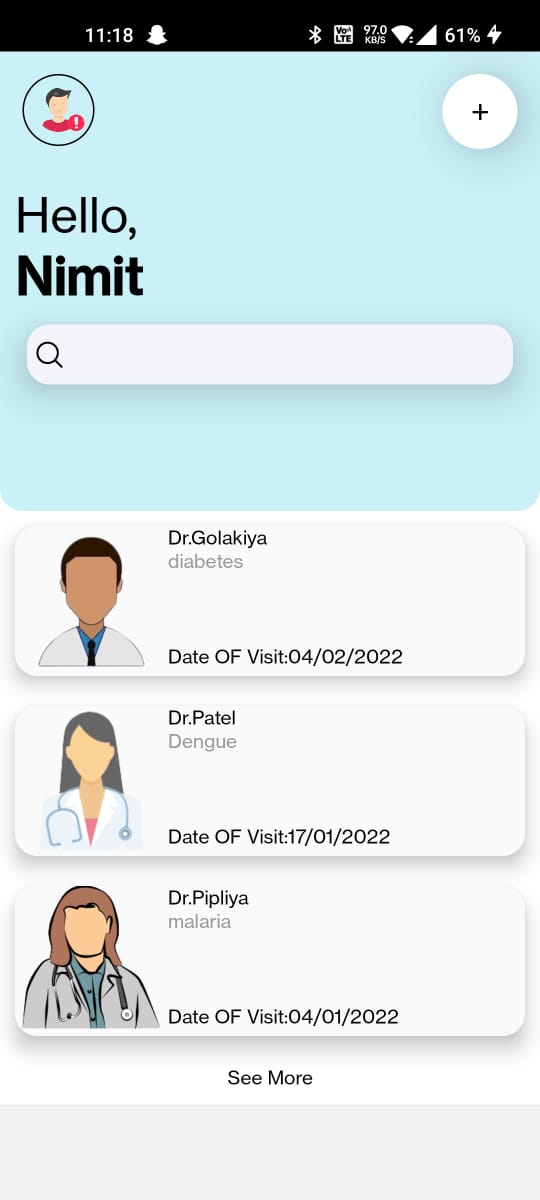 11:18
Vo))
LTE
97.0
KB/S
61%
!
+
Hello,
Nimit
Dr.Golakiya
diabetes
Date OF Visit:04/02/2022
Dr.Patel
Dengue
Date OF Visit:17/01/2022
Dr.Pipliya
malaria
Date OF Visit:04/01/2022
See More